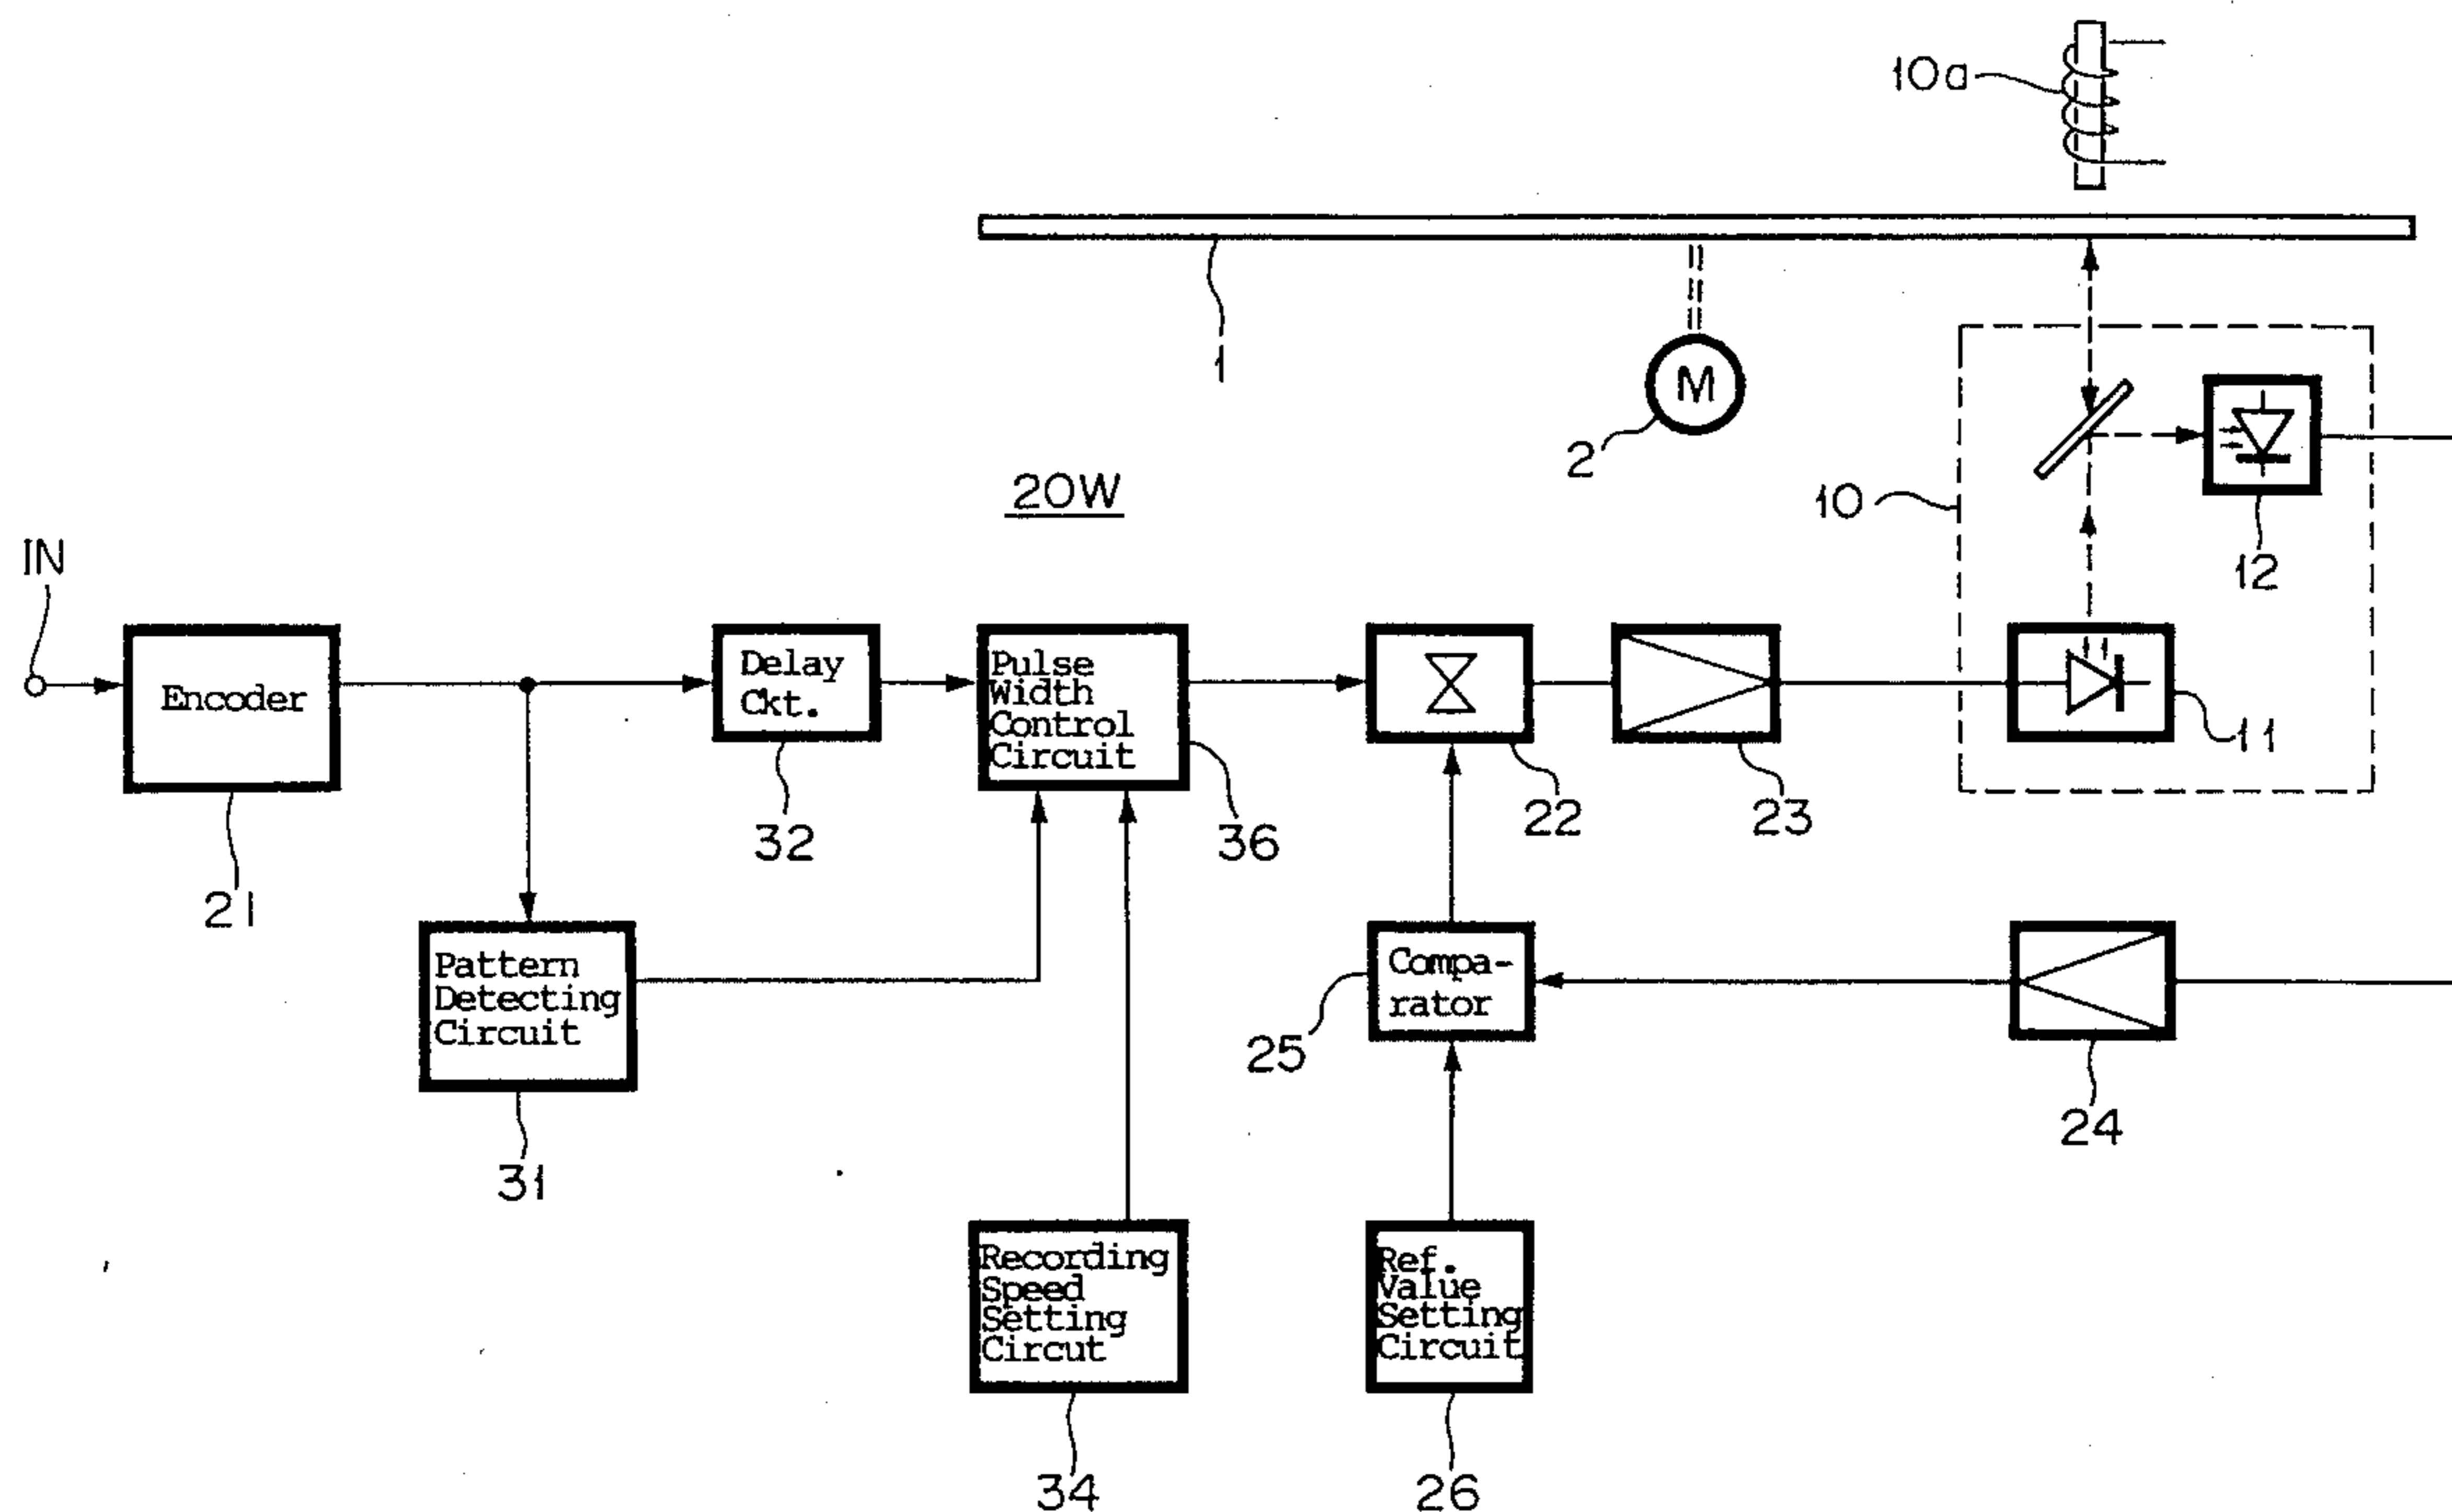 10a
1
M
2
10
12
20W
IN
Encoder
Delay
Ckt.
Pulse
Width
Control
Circuit
11
21
32
36
22
23
Pattern
Detecting
Circuit
Compa-
rator
25
24
31
Recording
Speed
Setting
Circut
Ref.
Value
Setting
Circuit
34
26